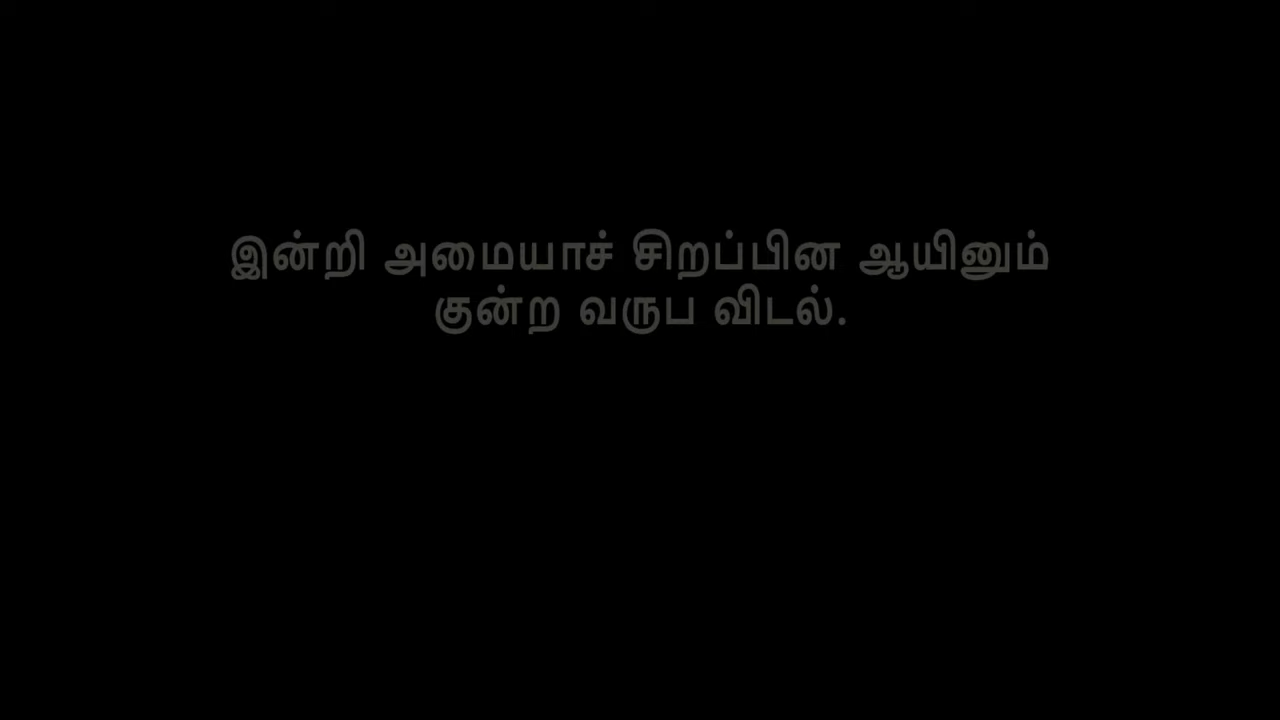 இன்றி அமையாச் சிறப்பின ஆயினும்
குன்ற வருப விடல்.